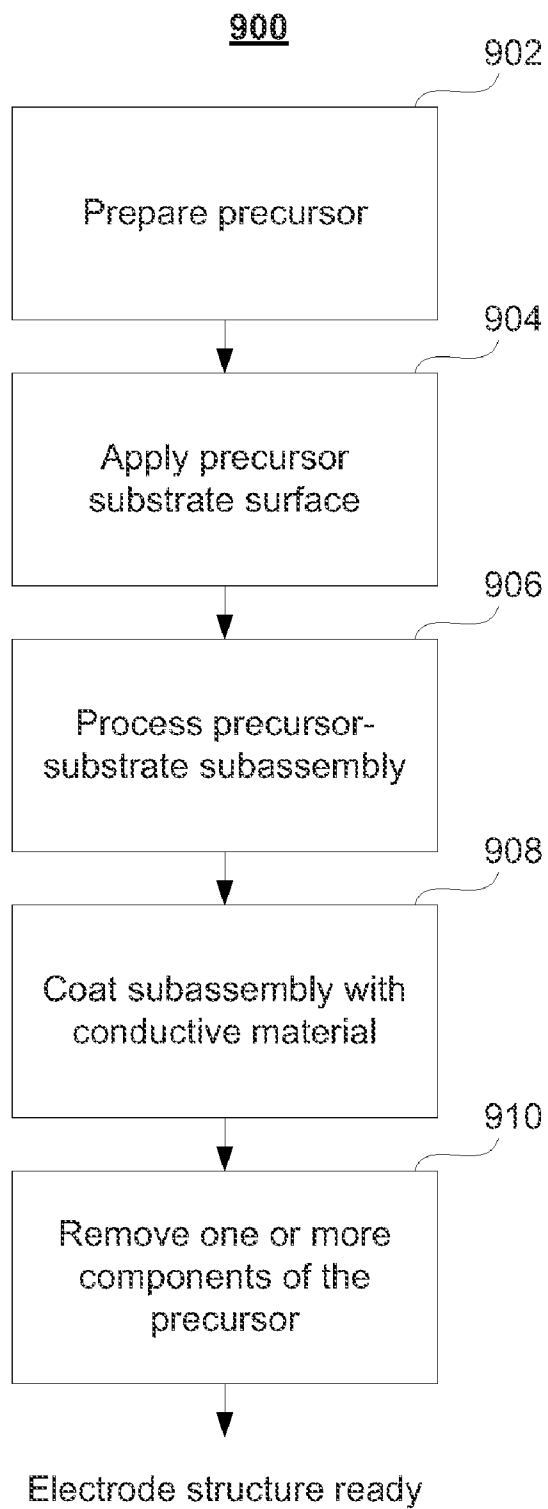 900
902
Prepare precursor
904
Apply precursor
substrate surface
906
Process precursor-
substrate subassembly
908
Coat subassembly with
conductive material
910
Remove one or more
components of the
precursor
Electrode structure ready